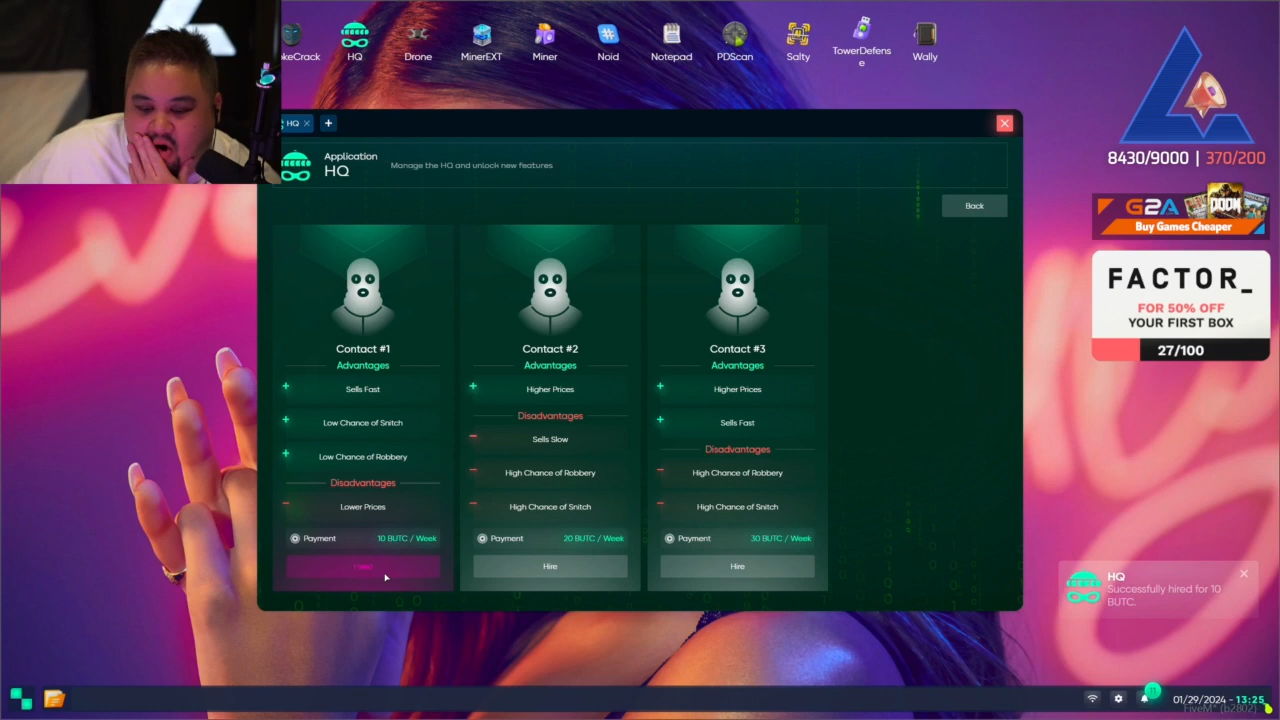 okeCrack
HQ
Drone
MinerEXT
Miner
Noid
Notepad
PDScan
Salty
TowerDefens
e
Wally
HQ
Application
HQ
Manage the HQ and unlock new features
Back
8430/9000 | 370/200
G2A
DOOM
Buy Games Cheaper
FACTOR_
FOR 50% OFF
YOUR FIRST BOX
27/100
Contact #1
Advantages
Sells Fast
Low Chance of Snitch
Low Chance of Robbery
Disadvantages
Lower Prices
Payment 10 BUTC / Week
Contact #2
Advantages
Higher Prices
Disadvantages
Sells Slow
High Chance of Robbery
High Chance of Snitch
Payment 20 BUTC / Week
Hire
Contact #3
Advantages
Higher Prices
Sells Fast
Disadvantages
High Chance of Robbery
High Chance of Snitch
Payment 30 BUTC / Week
Hire
HQ
Successfully hired for 10
BUTC.
11
01/29/2024 - 13:25
FiveM* (b2802)